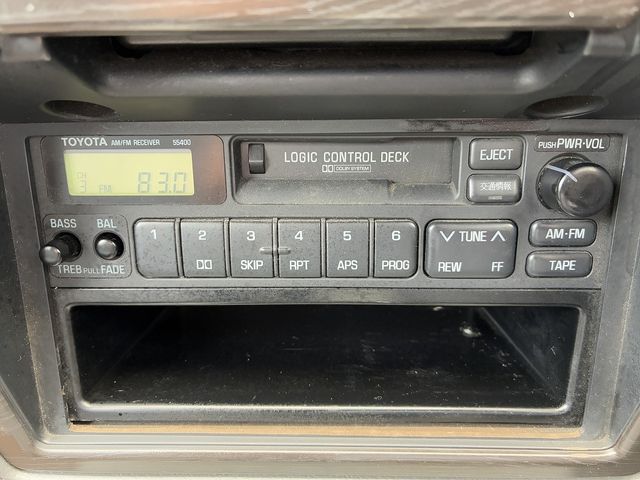 TOYOTA AM/FM RECEIVER 55400
CH
3 FM 83.0
LOGIC CONTROL DECK
DOLBY SYSTEM
EJECT
交通情報
PUSH PWR·VOL
BASS BAL
TREB PULL FADE
1 2 3 4 5 6
SKIP RPT APS PROG
TUNE
REW FF
AM·FM
TAPE